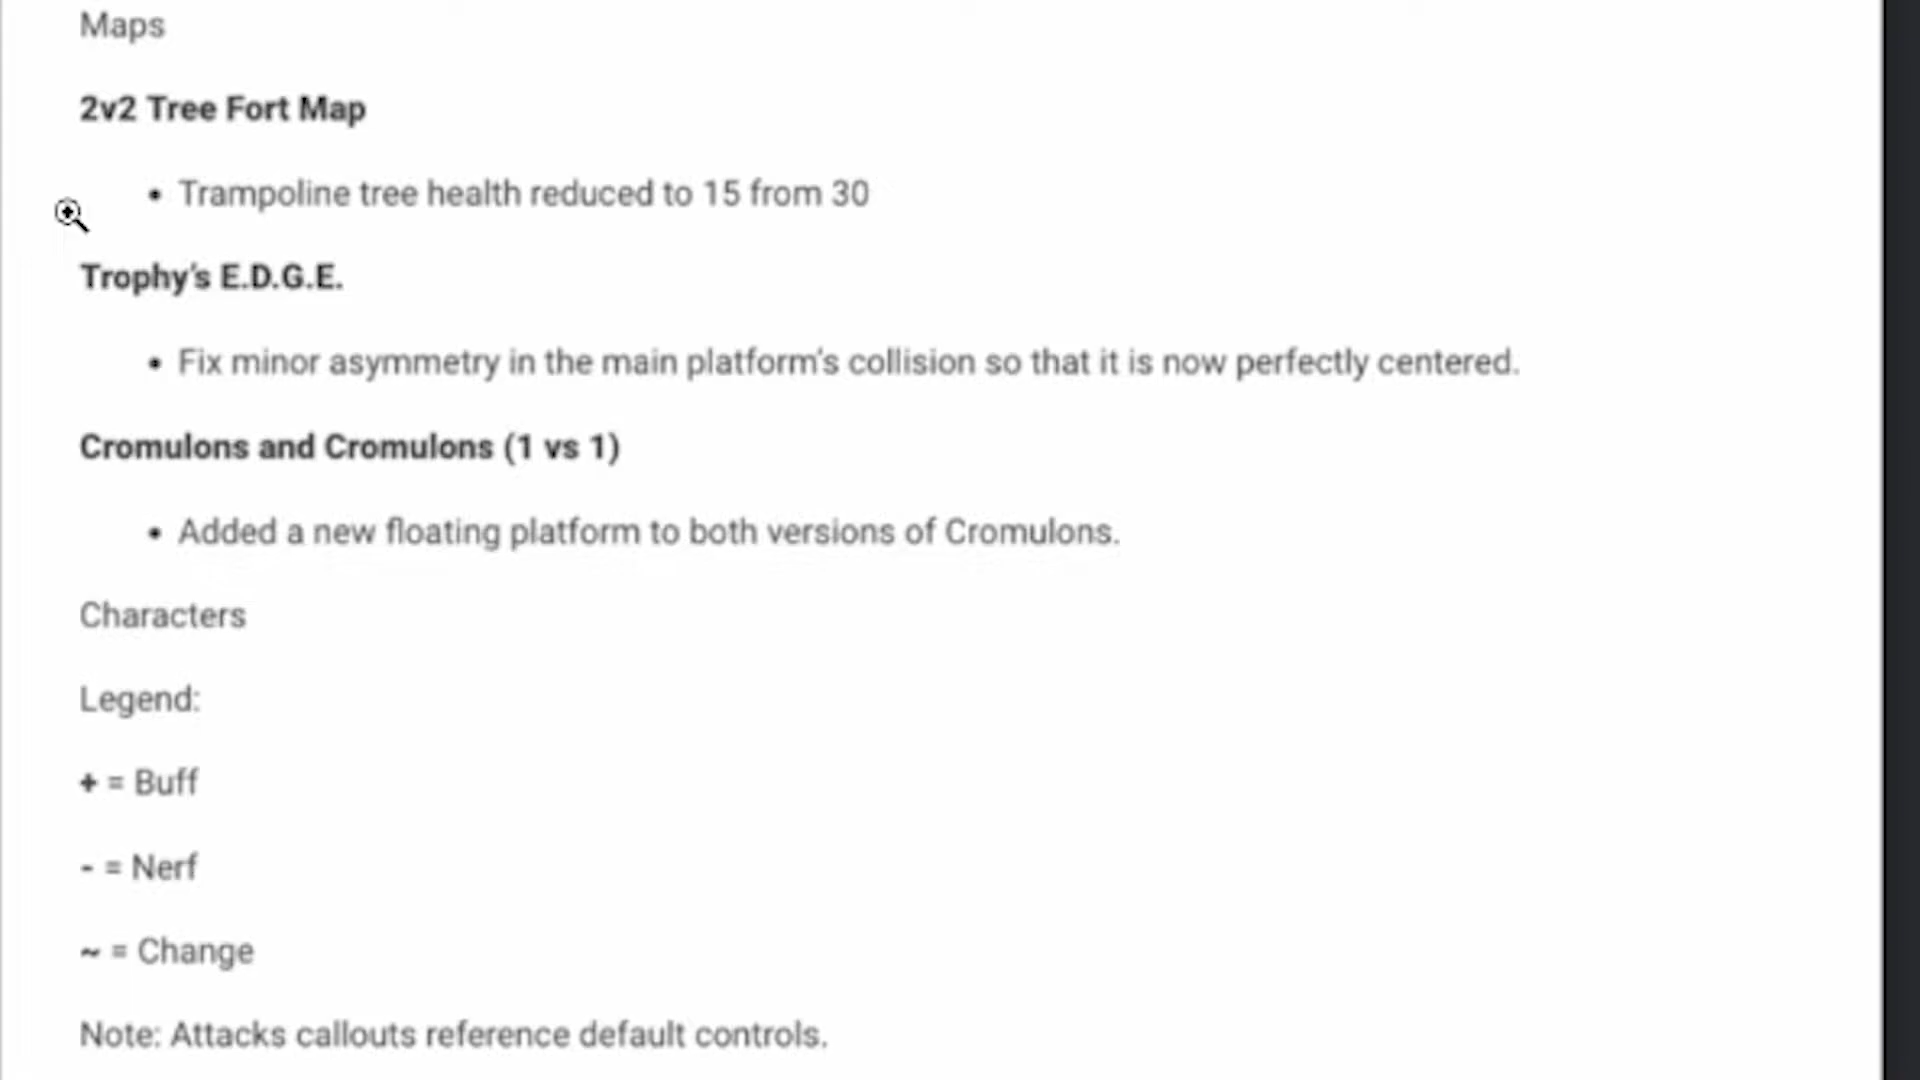 Maps
2v2 Tree Fort Map
• Trampoline tree health reduced to 15 from 30
Trophy's E.D.G.E.
• Fix minor asymmetry in the main platform's collision so that it is now perfectly centered.
Cromulons and Cromulons (1 vs 1)
• Added a new floating platform to both versions of Cromulons.
Characters
Legend:
+ = Buff
- = Nerf
~ = Change
Note: Attacks callouts reference default controls.